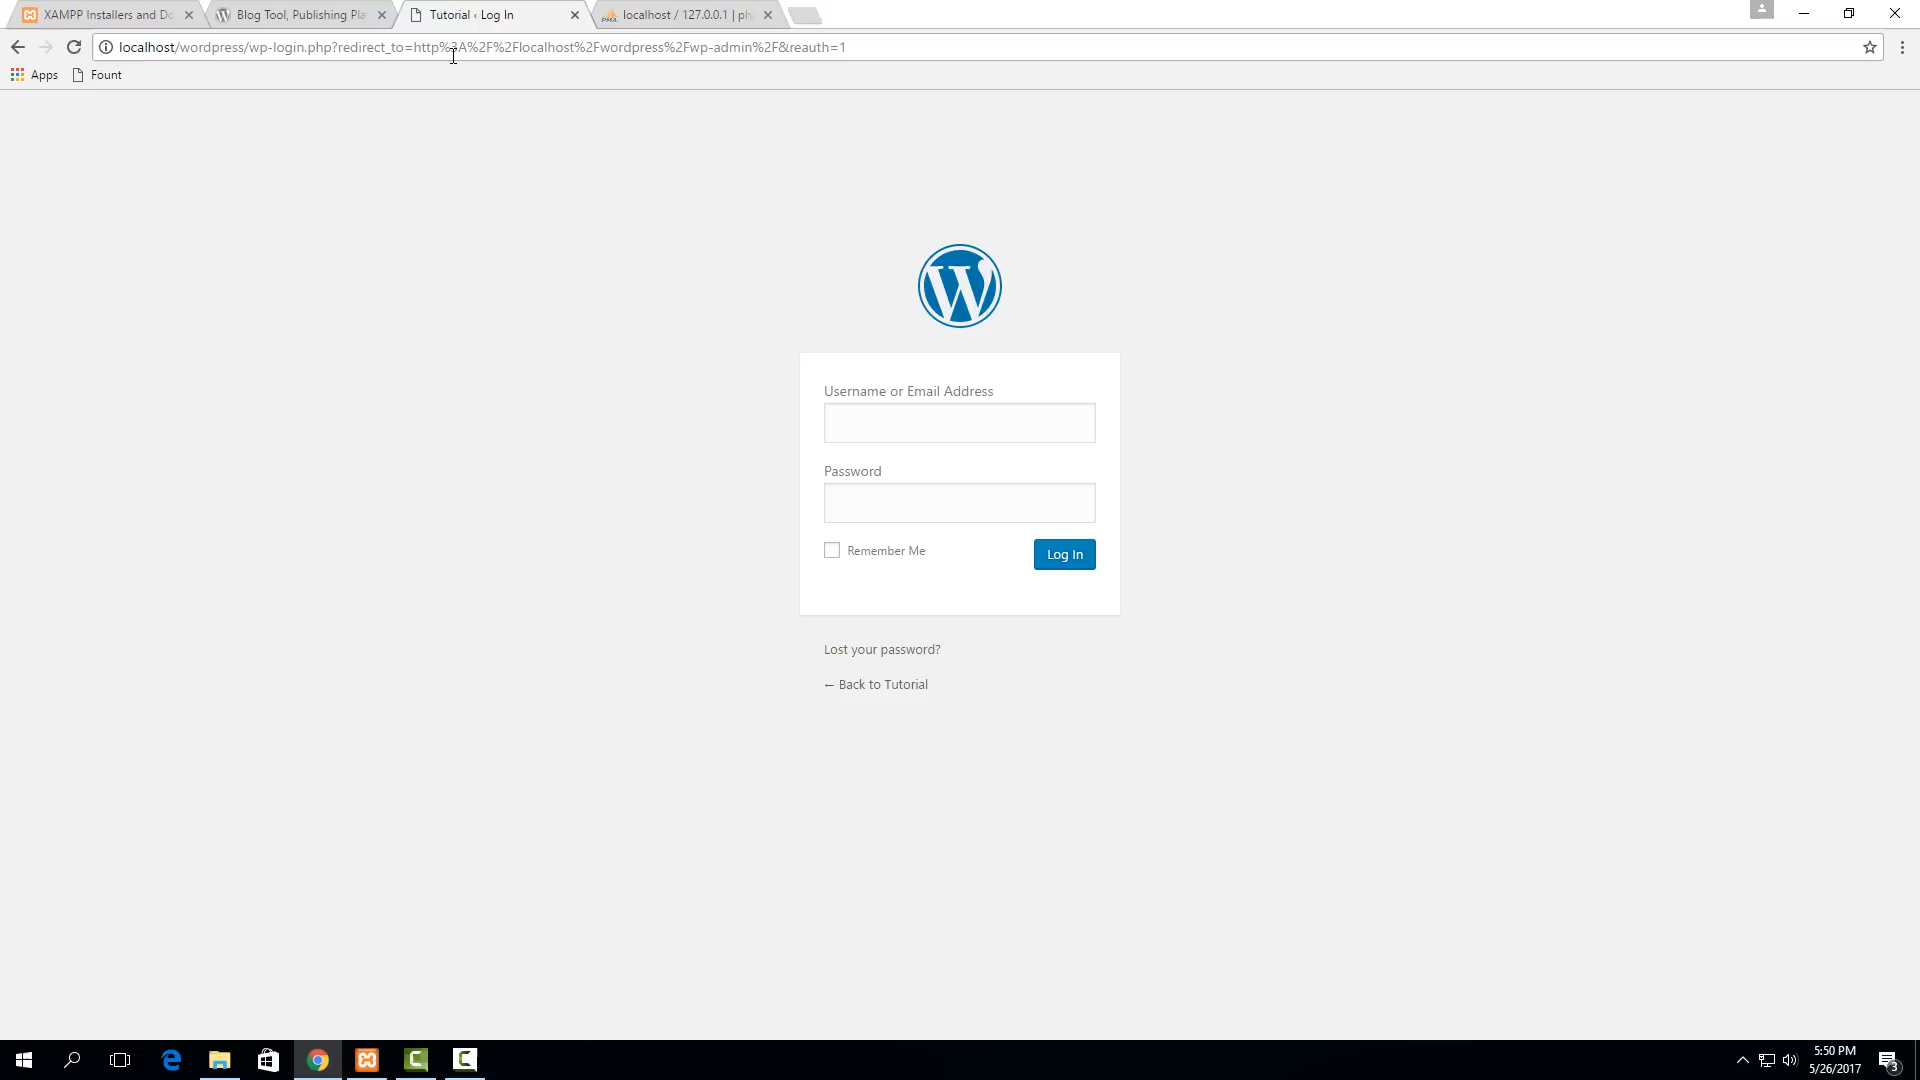 XAMPP Installers and Do
Blog Tool, Publishing Pla
Tutorial ‹ Log In
localhost / 127.0.0.1 | ph
localhost/wordpress/wp-login.php?redirect_to=http%3A%2F%2Flocalhost%2Fwordpress%2Fwp-admin%2F&reauth=1
Apps
Fount
Username or Email Address
Password
Remember Me
Log In
Lost your password?
← Back to Tutorial
5:50 PM
5/26/2017
3